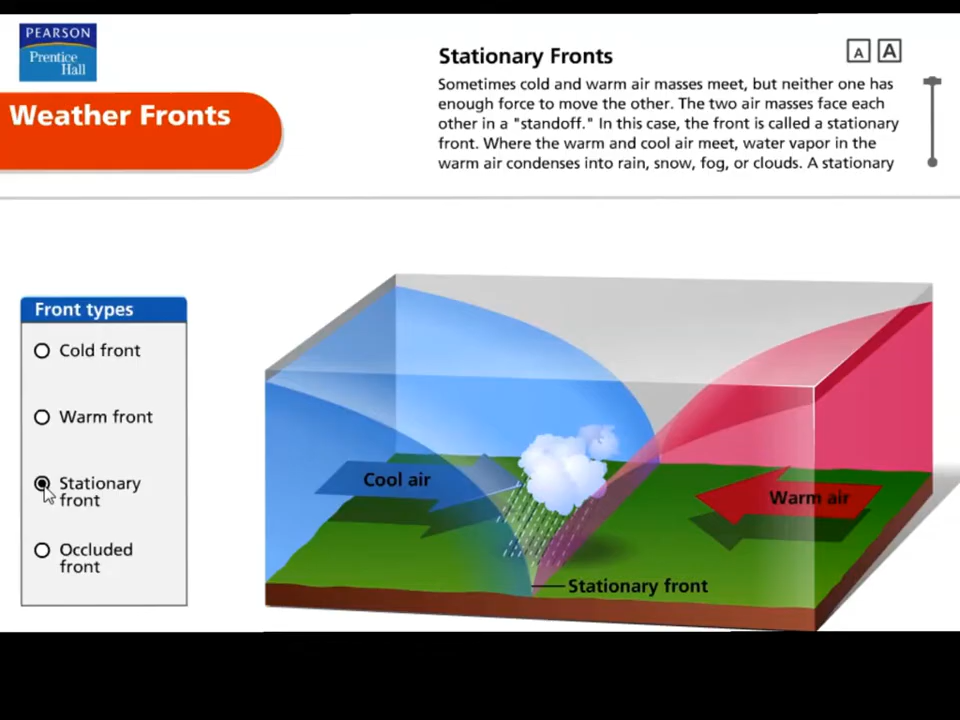 PEARSON
Prentice
Hall
Weather Fronts
Stationary Fronts
A A
Sometimes cold and warm air masses meet, but neither one has
enough force to move the other. The two air masses face each
other in a "standoff." In this case, the front is called a stationary
front. Where the warm and cool air meet, water vapor in the
warm air condenses into rain, snow, fog, or clouds. A stationary
Front types
Cold front
Warm front
Stationary
front
Occluded
front
Cool air
Warm air
Stationary front